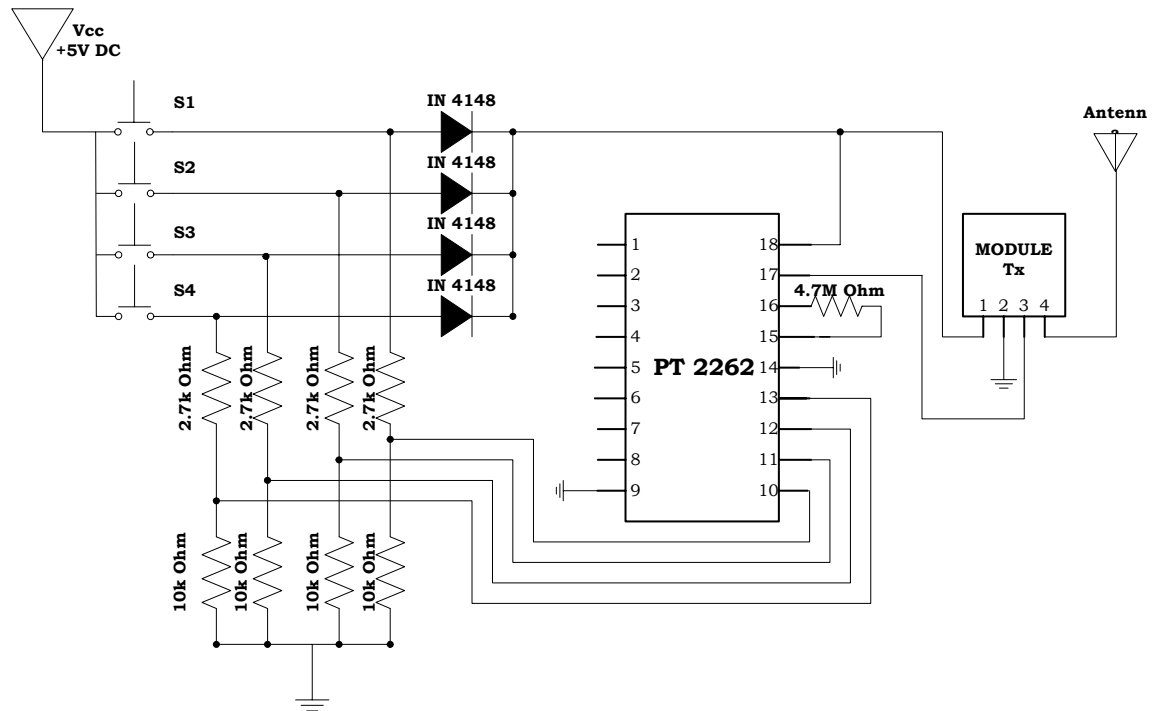 Vcc
+5V DC
S1
S2
S3
S4
IN 4148
IN 4148
IN 4148
IN 4148
2.7k Ohm
2.7k Ohm
2.7k Ohm
2.7k Ohm
10k Ohm
10k Ohm
10k Ohm
10k Ohm
PT 2262
1
2
3
4
5
6
7
8
9
18
17
16
15
14
13
12
11
10
4.7M Ohm
MODULE
Tx
1 2 3 4
Antenn